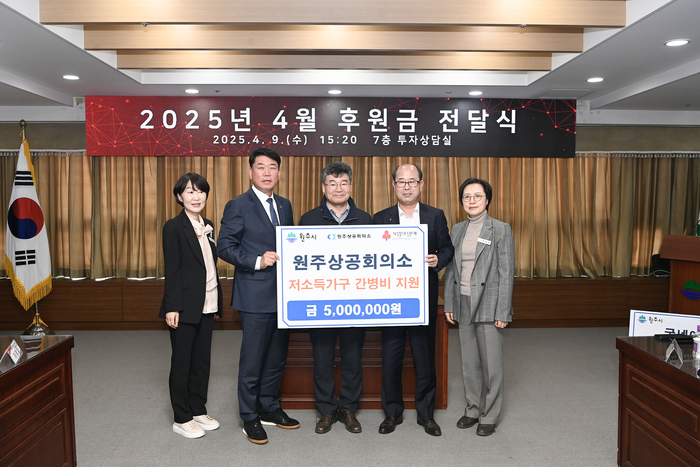 2025년 4월 후원금 전달식
2025. 4. 9.(수) 15:20 7층 투자상담실
원주시 원주상공회의소
원주상공회의소
저소득가구 간병비 지원
금 5,000,000원
원주시